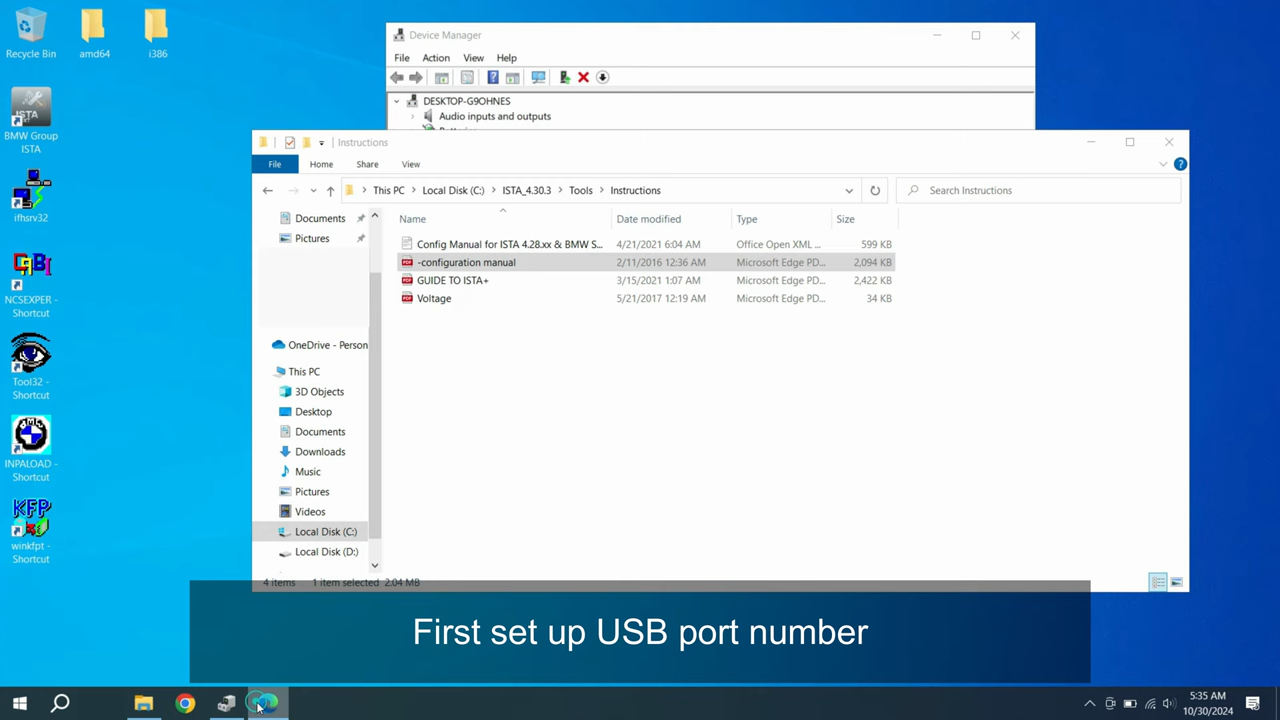 Recycle Bin
amd64
i386
ISTA
BMW Group
ISTA
ifhsrv32
NCSEXPER -
Shortcut
Tool32 -
Shortcut
INPALOAD -
Shortcut
KFP
winkfpt -
Shortcut
Device Manager
File Action View Help
DESKTOP-G9OHNES
Audio inputs and outputs
Instructions
File Home Share View
This PC Local Disk (C:) ISTA_4.30.3 Tools Instructions
Search Instructions
Name Date modified Type Size
Config Manual for ISTA 4.28.xx & BMW S... 4/21/2021 6:04 AM Office Open XML ... 599 KB
-configuration manual 2/11/2016 12:36 AM Microsoft Edge PD... 2,094 KB
GUIDE TO ISTA+ 3/15/2021 1:07 AM Microsoft Edge PD... 2,422 KB
Voltage 5/21/2017 12:19 AM Microsoft Edge PD... 34 KB
Documents
Pictures
OneDrive - Person
This PC
3D Objects
Desktop
Documents
Downloads
Music
Pictures
Videos
Local Disk (C:)
Local Disk (D:)
4 items 1 item selected 2.04 MB
First set up USB port number
5:35 AM
10/30/2024